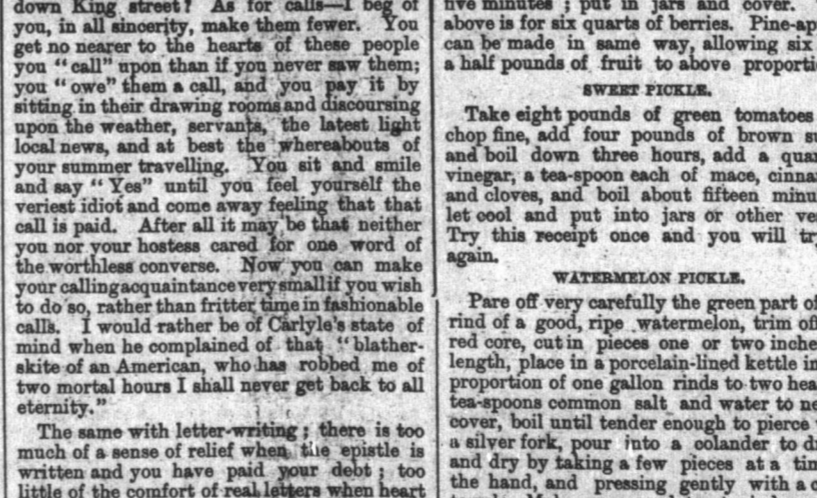 down King street? As for calls—I beg of
you, in all sincerity, make them fewer. You
get no nearer to the hearts of these people
you "call" upon than if you never saw them;
you "owe" them a call, and you pay it by
sitting in their drawing rooms and discoursing
upon the weather, servants, the latest light
local news, and at best the whereabouts of
your summer travelling. You sit and smile
and say "Yes" until you feel yourself the
veriest idiot and come away feeling that that
call is paid. After all it may be that neither
you nor your hostess cared for one word of
the worthless converse. Now you can make
your calling acquaintance very small if you wish
to do so, rather than fritter time in fashionable
calls. I would rather be of Carlyle's state of
mind when he complained of that "blather-
skite of an American, who has robbed me of
two mortal hours I shall never get back to all
eternity."
The same with letter-writing; there is too
much of a sense of relief when the epistle is
written and you have paid your debt; too
little of the comfort of real letters when heart
five minutes; put in jars and cover.
above is for six quarts of berries. Pine-ap
can be made in same way, allowing six
a half pounds of fruit to above proporti
SWEET PICKLE.
Take eight pounds of green tomatoes
chop fine, add four pounds of brown su
and boil down three hours, add a quar
vinegar, a tea-spoon each of mace, cinna
and cloves, and boil about fifteen minu
let cool and put into jars or other ve
Try this receipt once and you will tr
again.
WATERMELON PICKLE.
Pare off very carefully the green part of
rind of a good, ripe watermelon, trim off
red core, cut in pieces one or two inche
length, place in a porcelain-lined kettle in
proportion of one gallon rinds to two hea
tea-spoons common salt and water to ne
cover, boil until tender enough to pierce
a silver fork, pour into a colander to dr
and dry by taking a few pieces at a tim
the hand, and pressing gently with a c